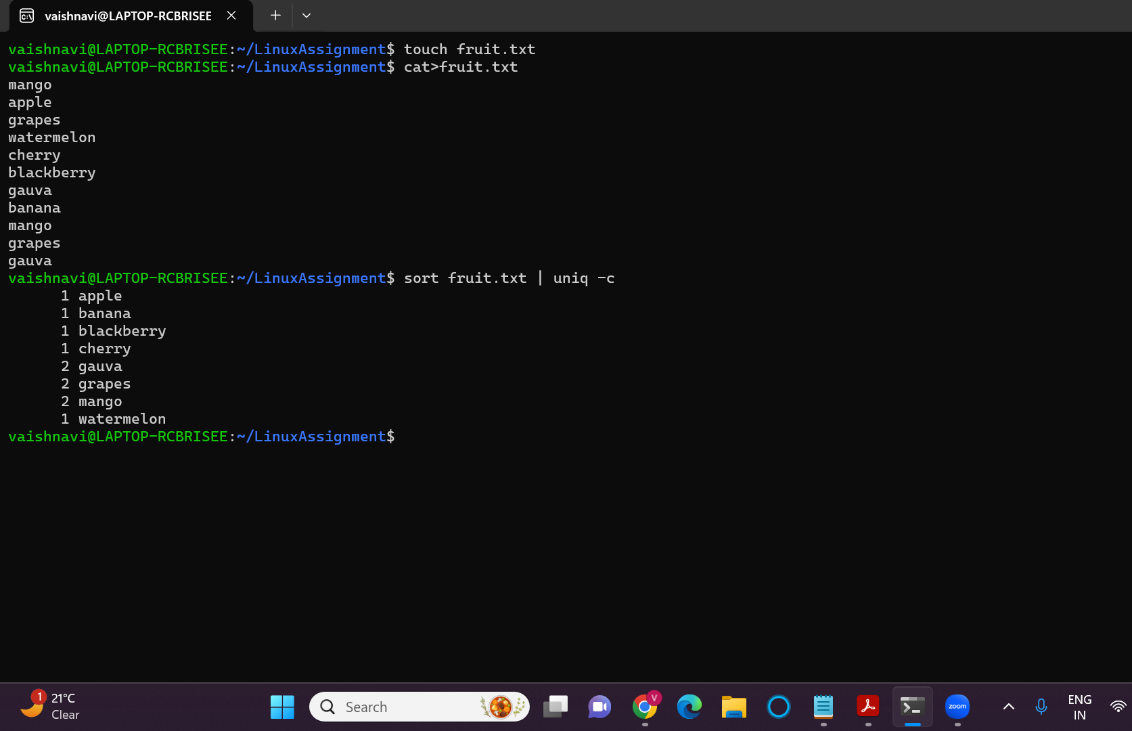 vaishnavi@LAPTOP-RCBRISEE
vaishnavi@LAPTOP-RCBRISEE:~/LinuxAssignment$ touch fruit.txt
vaishnavi@LAPTOP-RCBRISEE:~/LinuxAssignment$ cat>fruit.txt
mango
apple
grapes
watermelon
cherry
blackberry
gauva
banana
mango
grapes
gauva
vaishnavi@LAPTOP-RCBRISEE:~/LinuxAssignment$ sort fruit.txt | uniq -c
1 apple
1 banana
1 blackberry
1 cherry
2 gauva
2 grapes
2 mango
1 watermelon
vaishnavi@LAPTOP-RCBRISEE:~/LinuxAssignment$
1
21°C
Clear
Search
V
zoom
ENG
IN